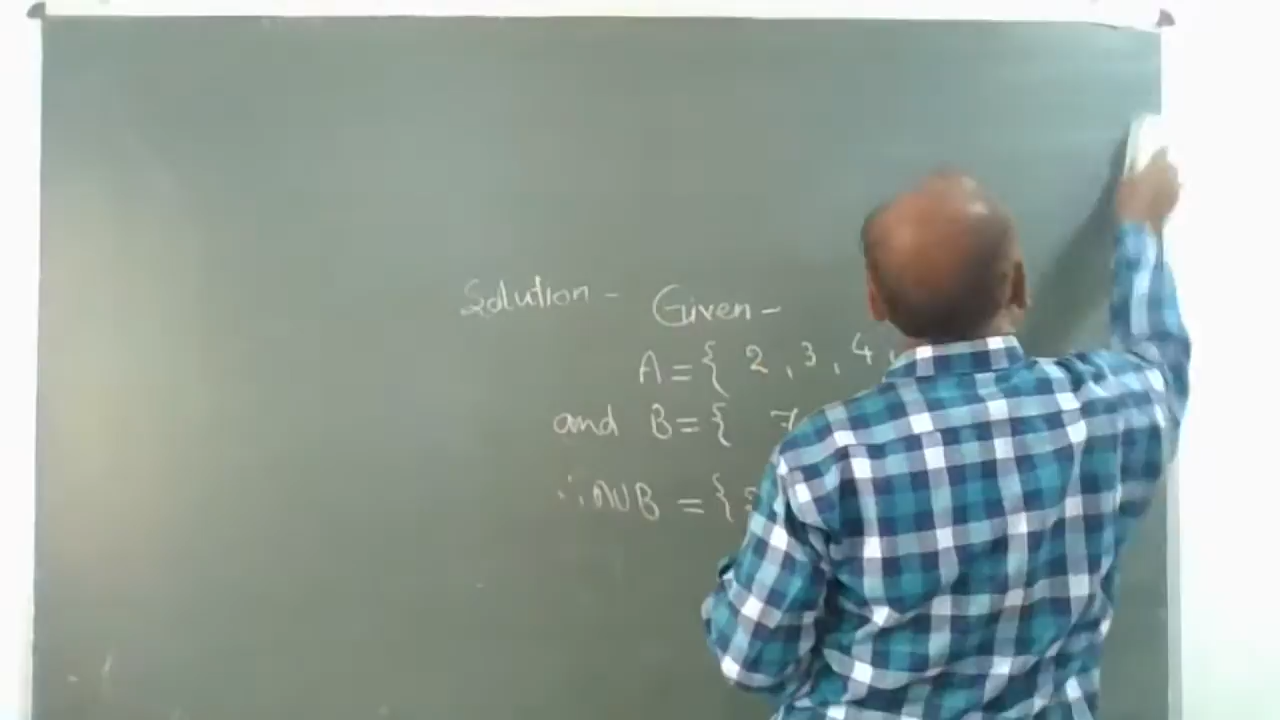 Solution - Given -
A = { 2, 3, 4,
and B = { 7
∴ A∪B = {